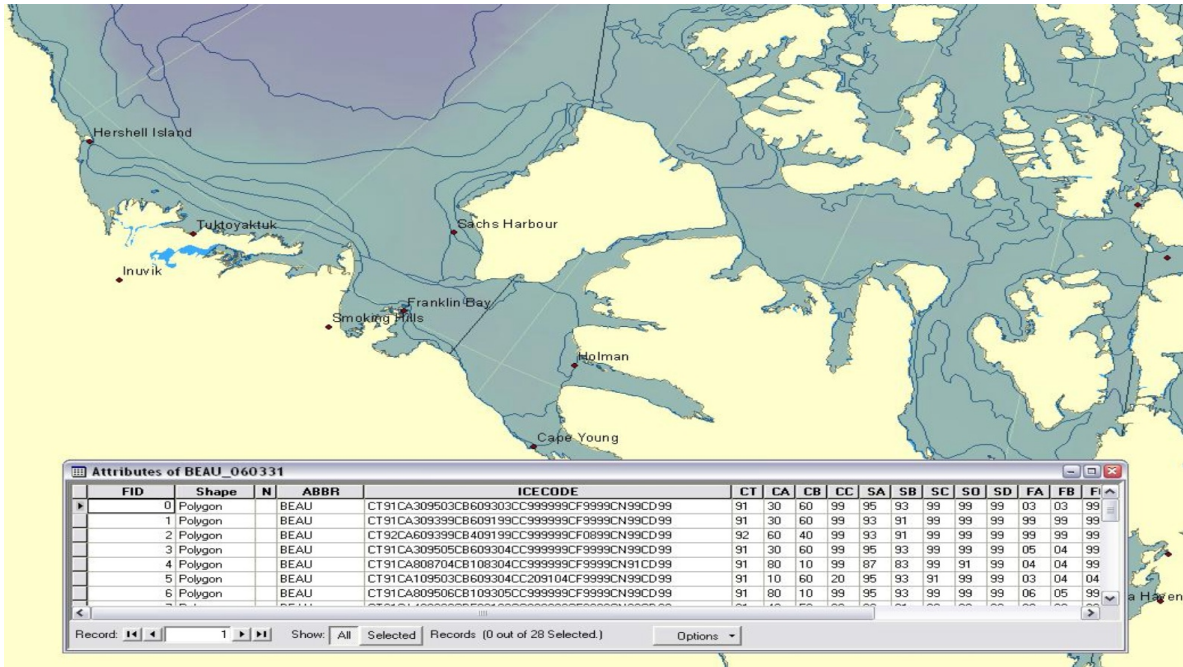 Hershell Island
Tuktoyaktuk
Sachs Harbour
Inuvik
Franklin Bay
Smoking Hills
Holman
Cape Young
a Haven
Attributes of BEAU_060331
FID Shape N ABBR ICECODE CT CA CB CC SA SB SC SO SD FA FB
0 Polygon BEAU CT91CA309503CB609303CC999999CF9999CN99CD99 91 30 60 99 95 93 99 99 99 03 03 99
1 Polygon BEAU CT91CA309399CB609199CC999999CF9999CN99CD99 91 30 60 99 93 91 99 99 99 99 99 99
2 Polygon BEAU CT92CA609399CB409199CC999999CF0899CN99CD99 92 60 40 99 93 91 99 99 99 99 99 99
3 Polygon BEAU CT91CA309505CB609304CC999999CF9999CN99CD99 91 30 60 99 95 93 99 99 99 05 04 99
4 Polygon BEAU CT91CA808704CB108304CC999999CF9999CN91CD99 91 80 10 99 87 83 99 91 99 04 04 99
5 Polygon BEAU CT91CA109503CB609304CC209104CF9999CN99CD99 91 10 60 20 95 93 91 99 99 03 04 04
6 Polygon BEAU CT91CA809506CB109305CC999999CF9999CN99CD99 91 80 10 99 95 93 99 99 99 06 05 99
Record: 1 Show: All Selected Records (0 out of 28 Selected.) Options